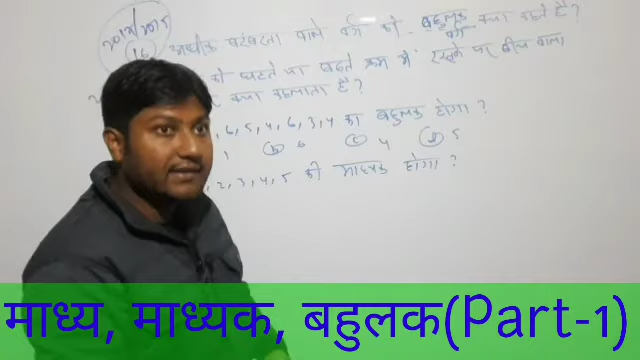 2014/2015
(16) अधिक बारंबारता वाले वर्ग को - बहुलक वर्ग क्या कहते हैं?
को घटते या बढ़ते क्रम में रखने पर बीच वाला
क्या कहलाता है?
, 6, 5, 4, 6, 3, 4 का बहुलक होगा?
(b) 6 (c) 4 (d) 5
, 2, 3, 4, 5 की माध्यक होगा?
माध्य, माध्यक, बहुलक(Part-1)